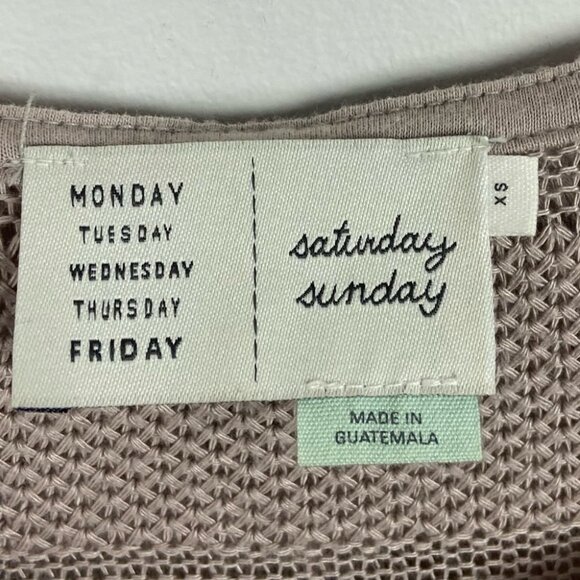 MONDAY
TUESDAY
WEDNESDAY
THURSDAY
FRIDAY
saturday
sunday
XS
MADE IN
GUATEMALA